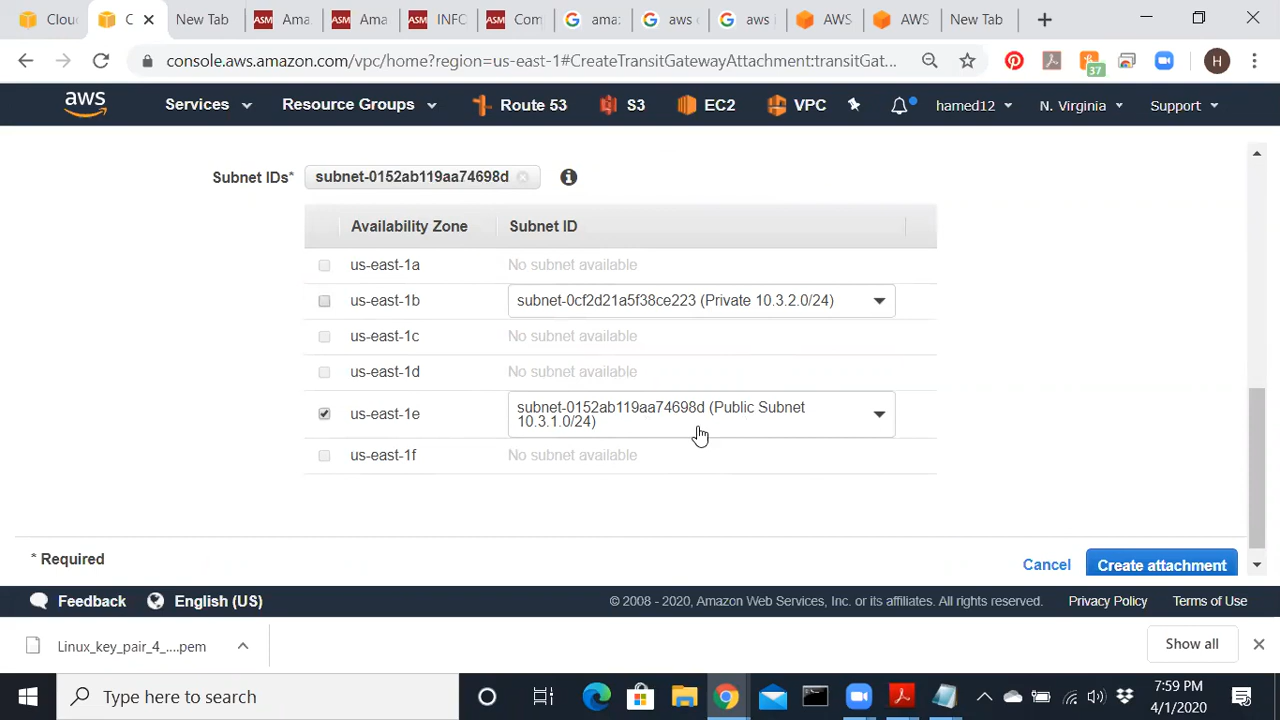 Clou
C
New Tab
ASM
Ama
ASM
Ama
ASM
INFC
ASM
Com
amaz
aws c
aws
AWS
AWS
New Tab
console.aws.amazon.com/vpc/home?region=us-east-1#CreateTransitGatewayAttachment:transitGat...
37
H
aws
Services
Resource Groups
Route 53
S3
EC2
VPC
hamed12
N. Virginia
Support
Subnet IDs*
subnet-0152ab119aa74698d
Availability Zone
Subnet ID
us-east-1a
No subnet available
us-east-1b
subnet-0cf2d21a5f38ce223 (Private 10.3.2.0/24)
us-east-1c
No subnet available
us-east-1d
No subnet available
us-east-1e
subnet-0152ab119aa74698d (Public Subnet
10.3.1.0/24)
us-east-1f
No subnet available
* Required
Cancel
Create attachment
Feedback
English (US)
© 2008 - 2020, Amazon Web Services, Inc. or its affiliates. All rights reserved.
Privacy Policy
Terms of Use
Linux_key_pair_4_....pem
Show all
Type here to search
7:59 PM
4/1/2020